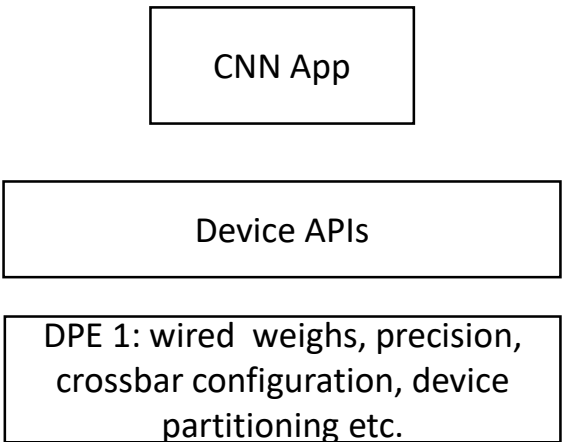 CNN App
Device APIs
DPE 1: wired  weighs, precision,
crossbar configuration, device
partitioning etc.